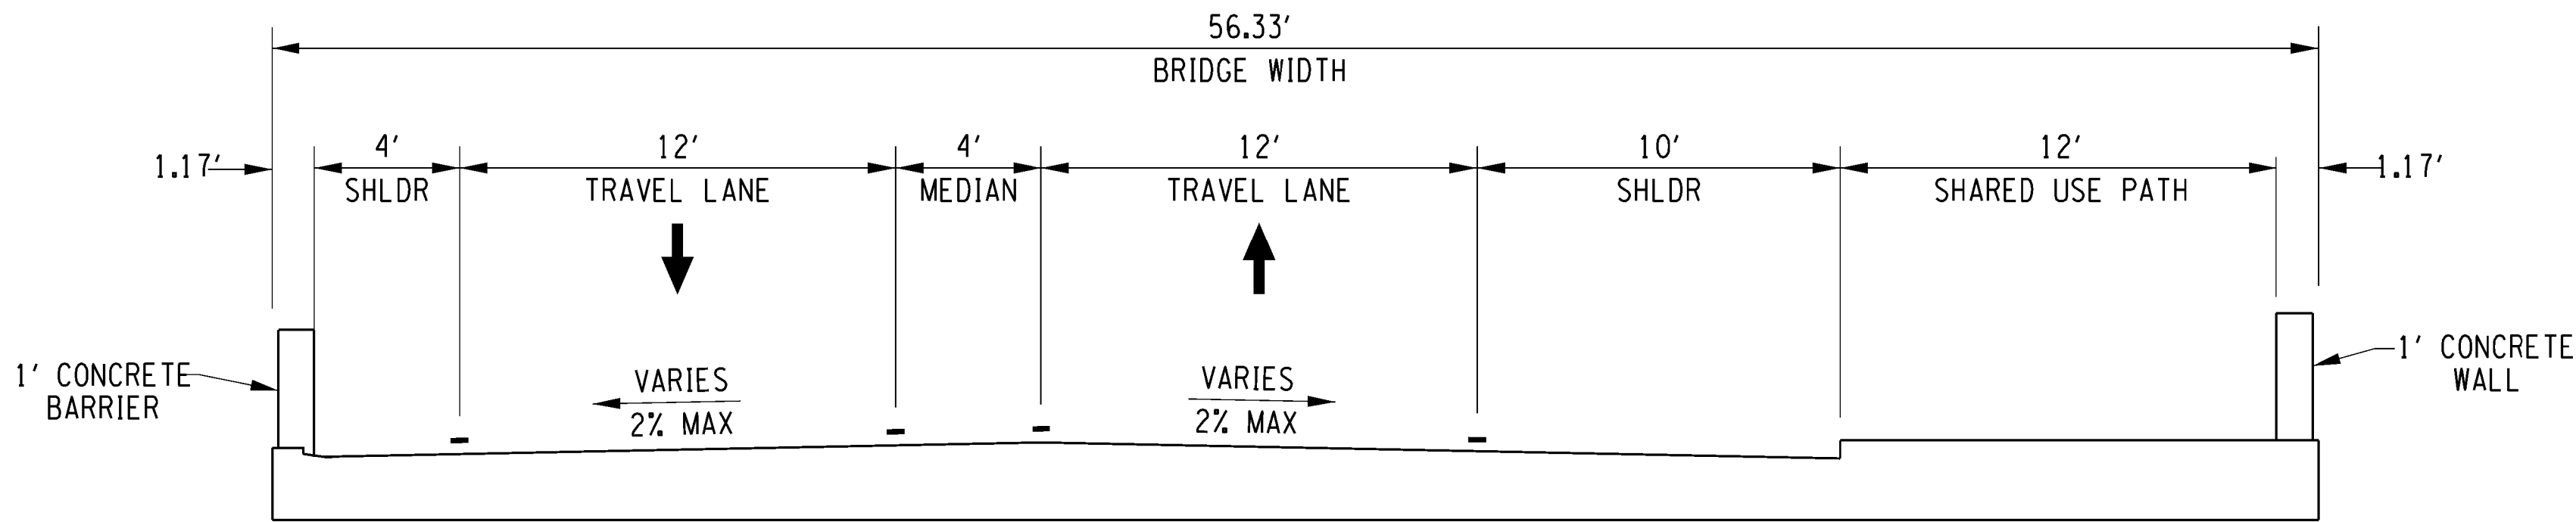 56.33'
BRIDGE WIDTH
1.17'
4'
12'
4'
12'
10'
12'
1.17'
SHLDR
TRAVEL LANE
MEDIAN
TRAVEL LANE
SHLDR
SHARED USE PATH
1' CONCRETE
BARRIER
VARIES
2% MAX
VARIES
2% MAX
1' CONCRETE
WALL